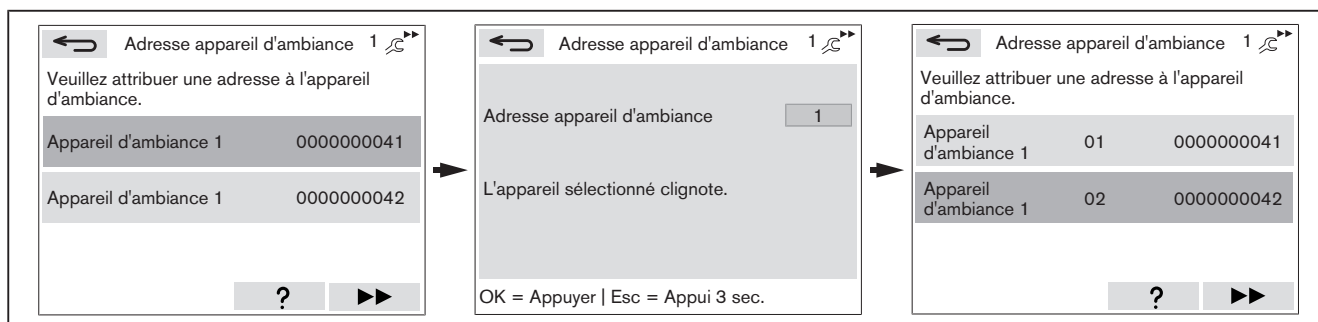 Adresse appareil d'ambiance 1
Veuillez attribuer une adresse à l'appareil
d'ambiance.
Appareil d'ambiance 1 0000000041
Appareil d'ambiance 1 0000000042
?
Adresse appareil d'ambiance 1
Adresse appareil d'ambiance 1
L'appareil sélectionné clignote.
OK = Appuyer | Esc = Appui 3 sec.
Adresse appareil d'ambiance 1
Veuillez attribuer une adresse à l'appareil
d'ambiance.
Appareil
d'ambiance 1 01 0000000041
Appareil
d'ambiance 1 02 0000000042
?